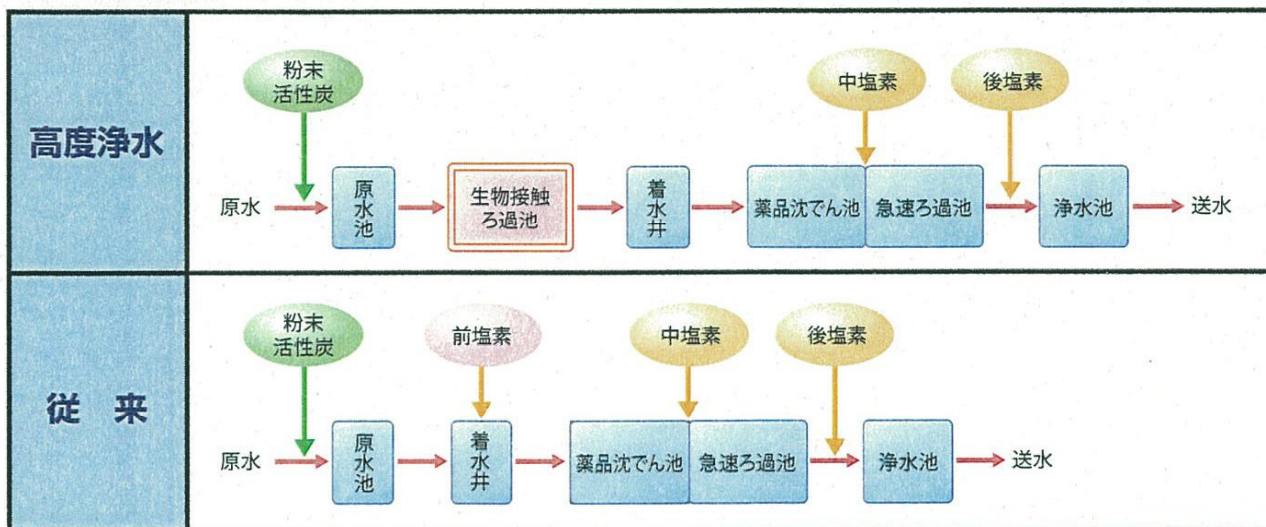 高度浄水
粉末
活性炭
中塩素
後塩素
原水
原水池
生物接触
ろ過池
着水井
薬品沈でん池
急速ろ過池
浄水池
送水
従 来
粉末
活性炭
前塩素
中塩素
後塩素
原水
原水池
着水井
薬品沈でん池
急速ろ過池
浄水池
送水